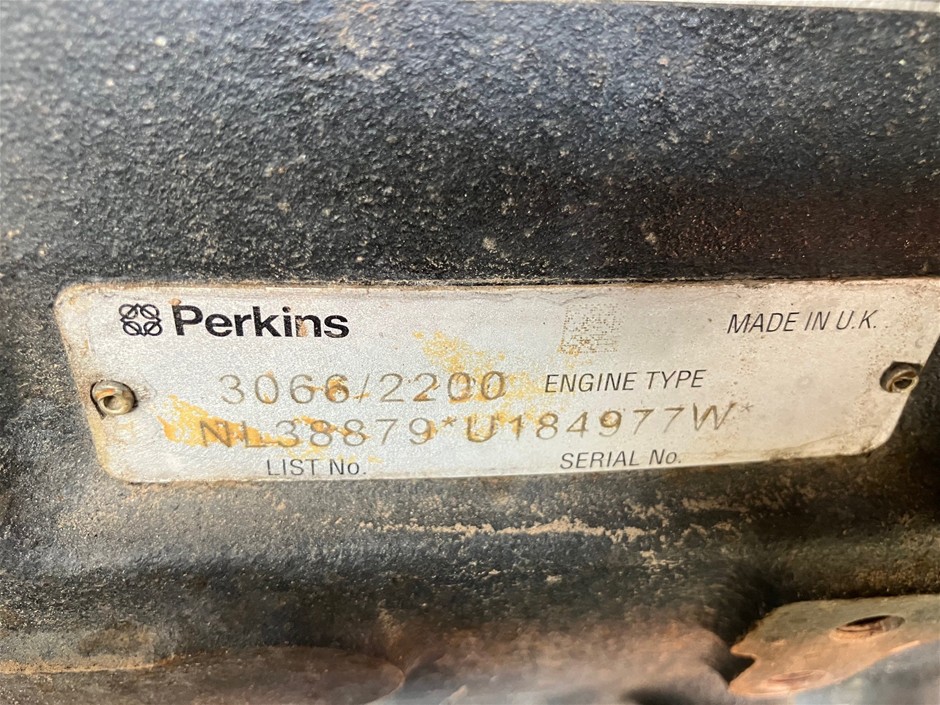 Perkins MADE IN U.K.
3066/2200 ENGINE TYPE
NL38879*U184977W*
LIST No. SERIAL No.